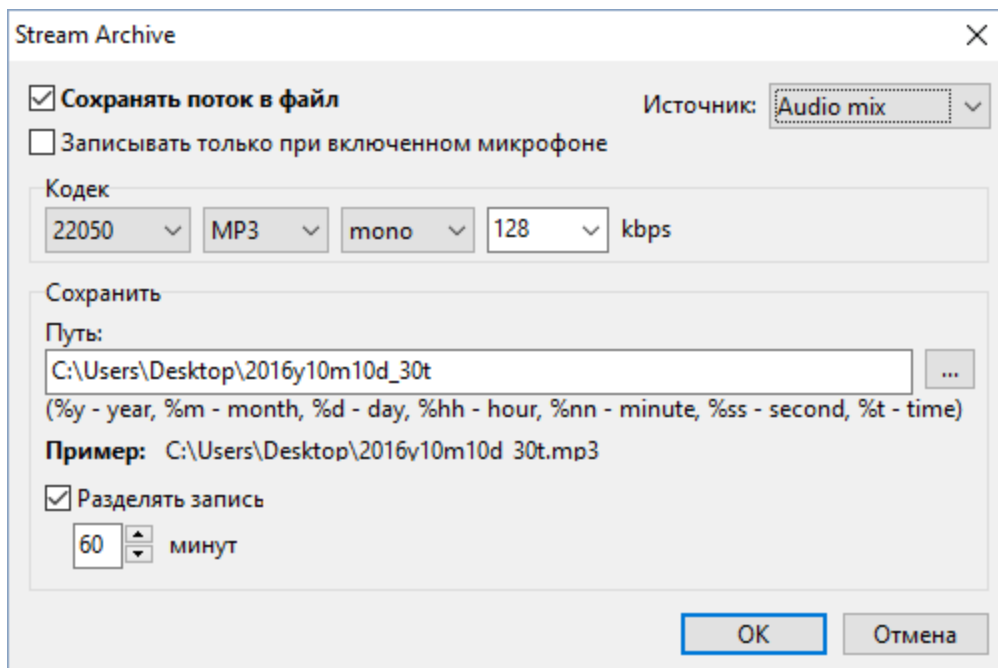 Stream Archive
Сохранять поток в файл
Источник: Audio mix
Записывать только при включенном микрофоне
Кодек
22050 MP3 mono 128 kbps
Сохранить
Путь:
C:\Users\Desktop\2016y10m10d_30t
...
(%y - year, %m - month, %d - day, %hh - hour, %nn - minute, %ss - second, %t - time)
Пример: C:\Users\Desktop\2016y10m10d_30t.mp3
Разделять запись
60 минут
OK Отмена